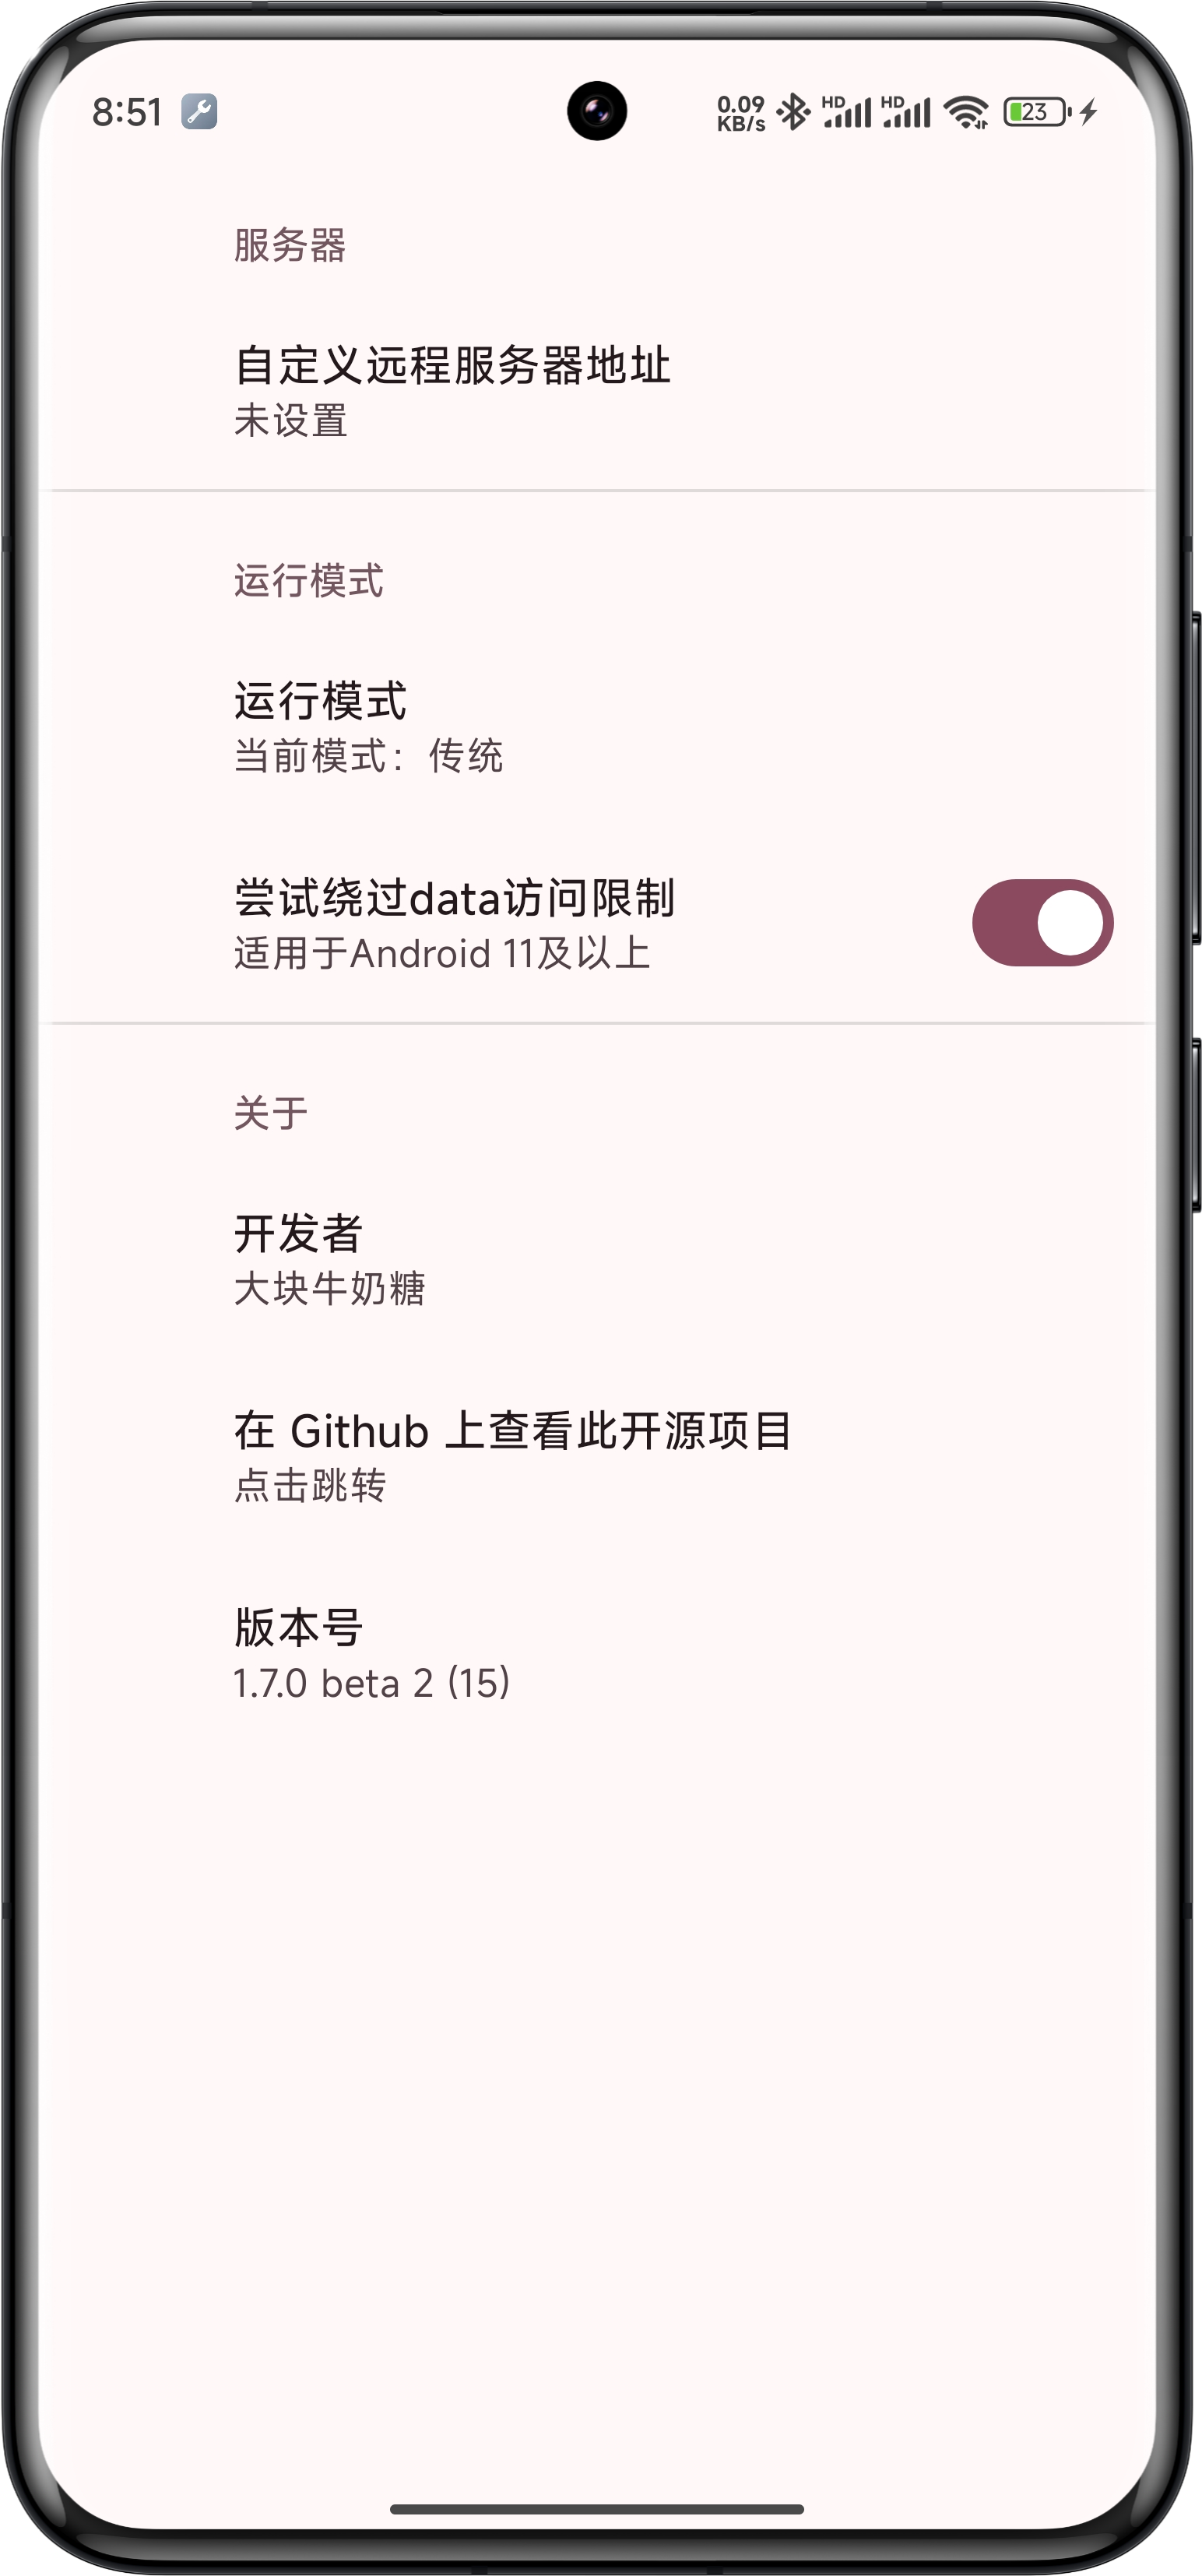 8:51
0.09
KB/s
HD
HD
23
服务器
自定义远程服务器地址
未设置
运行模式
运行模式
当前模式：传统
尝试绕过data访问限制
适用于Android 11及以上
关于
开发者
大块牛奶糖
在 Github 上查看此开源项目
点击跳转
版本号
1.7.0 beta 2 (15)